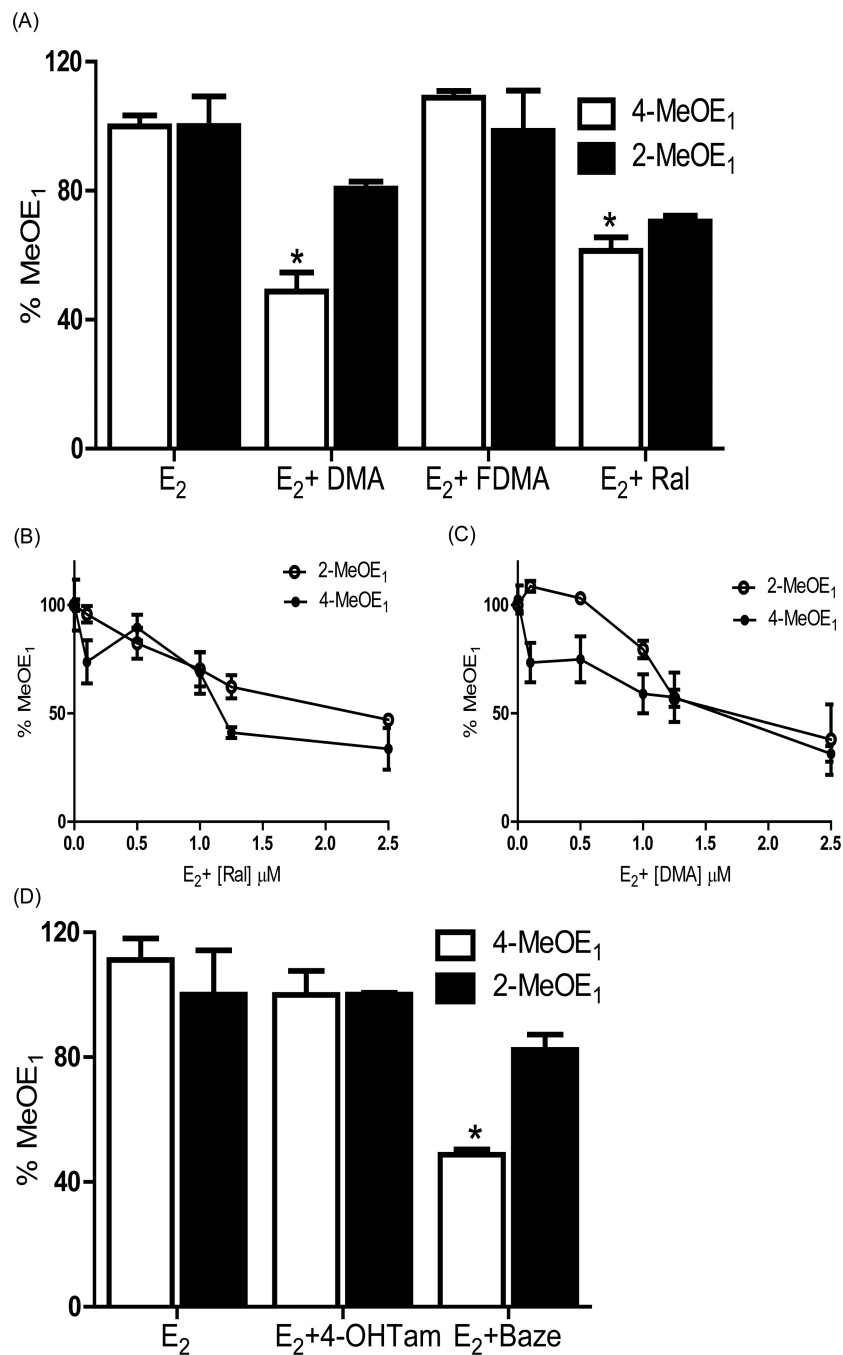 (A)
120
80
40
0
% MeOE1
4-MeOE1
2-MeOE1
*
*
E2
E2+ DMA
E2+ FDMA
E2+ Ral
(B)
100
50
0
% MeOE1
2-MeOE1
4-MeOE1
0.0 0.5 1.0 1.5 2.0 2.5
E2+ [Ral] μM
(C)
100
50
0
% MeOE1
2-MeOE1
4-MeOE1
0.0 0.5 1.0 1.5 2.0 2.5
E2+ [DMA] μM
(D)
120
80
40
0
% MeOE1
4-MeOE1
2-MeOE1
*
E2
E2+4-OHTam
E2+Baze